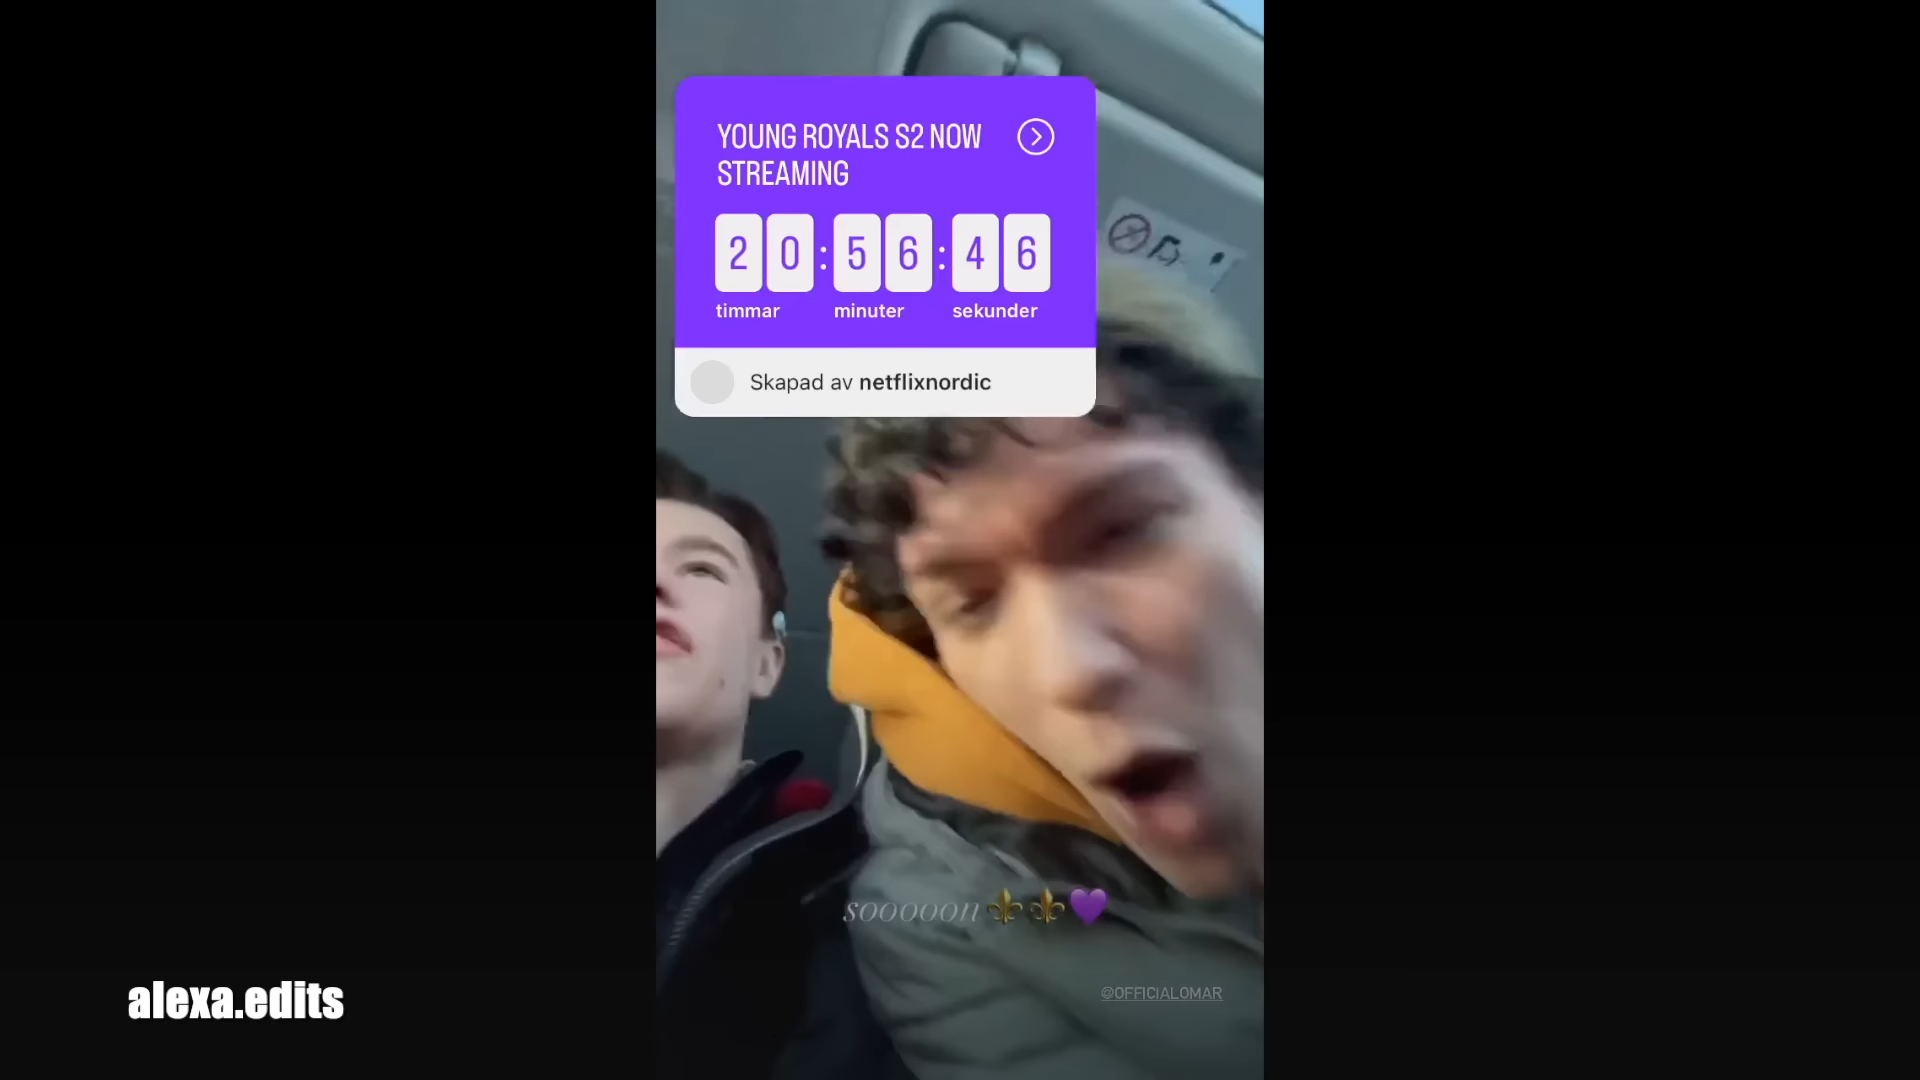 YOUNG ROYALS S2 NOW
STREAMING
20:56:46
timmar minuter sekunder
Skapad av netflixnordic
sooooon ⚜️⚜️💜
@OFFICIALOMAR
alexa.edits